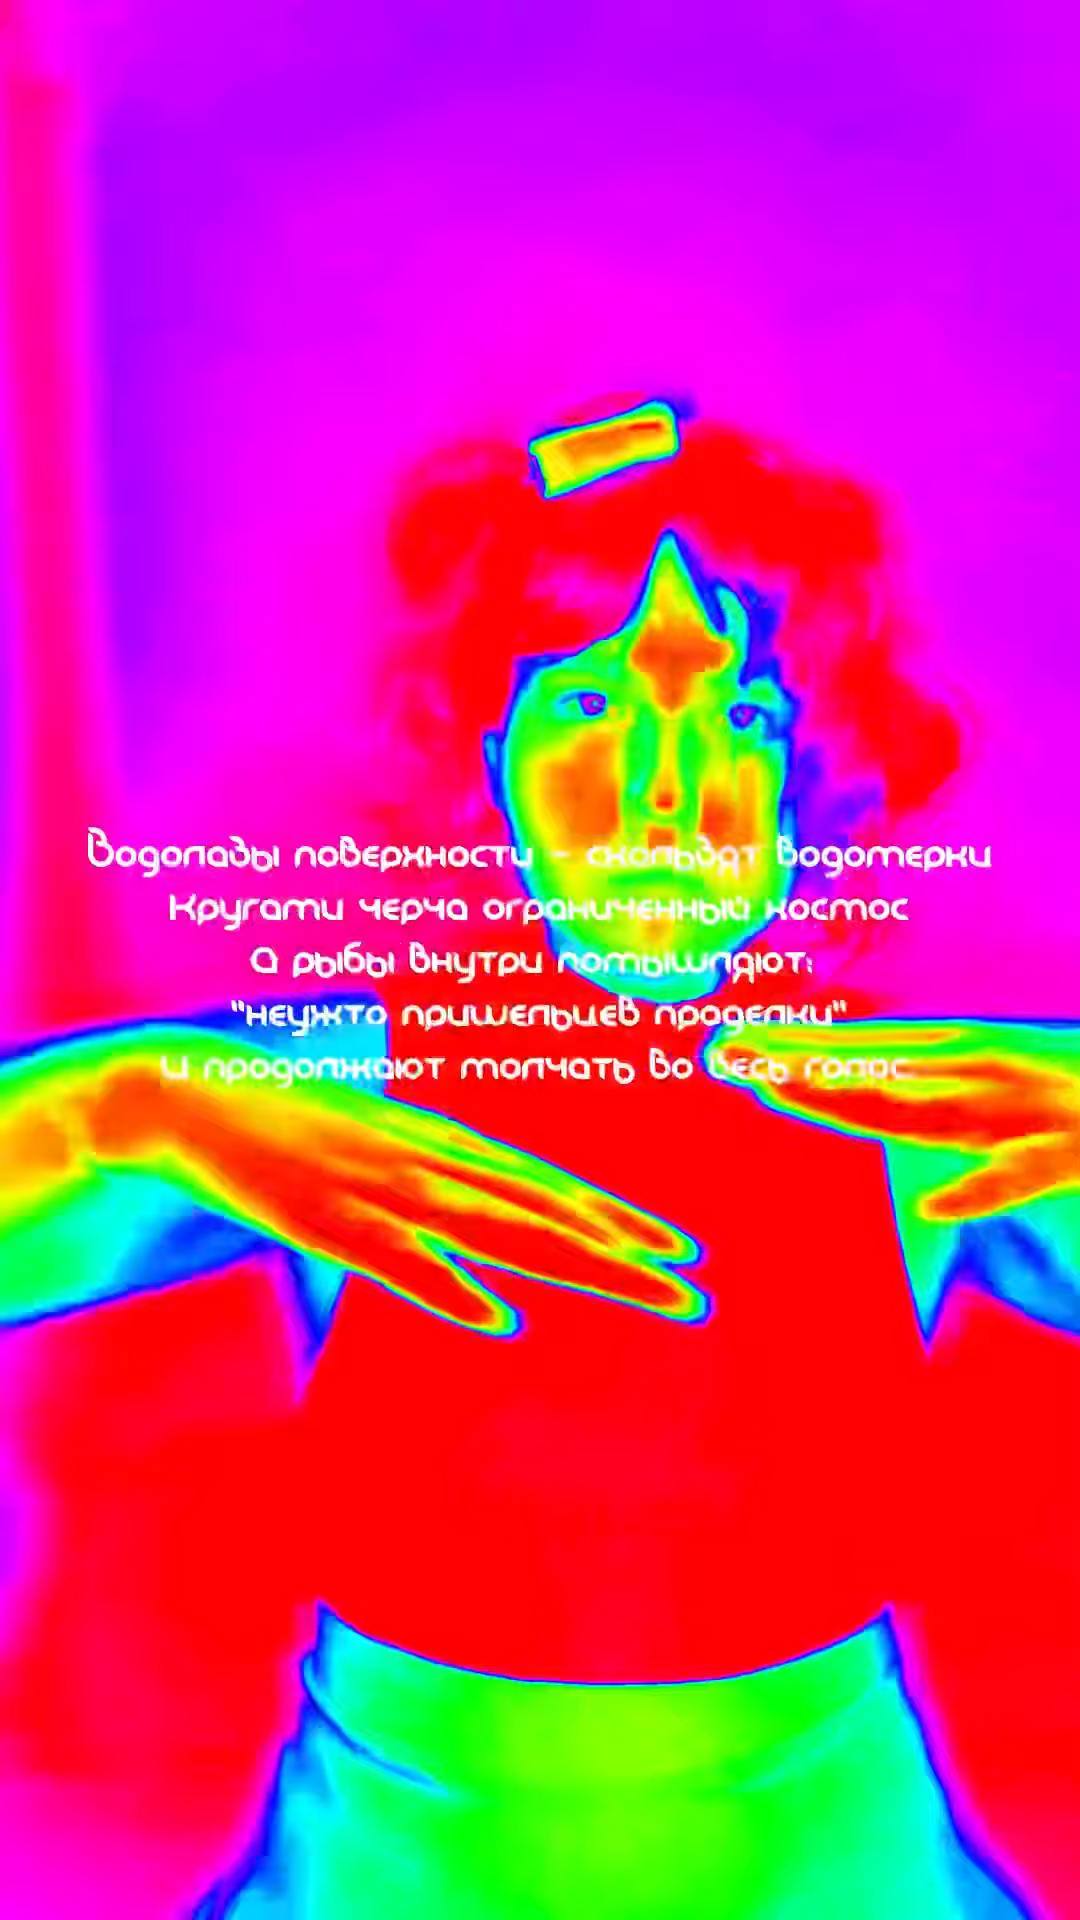 Водолазы поверхности - скользят водомерки
Кругами черча ограниченный космос
А рыбы внутри помышляют:
"неужто пришельцев проделки"
И продолжают молчать во весь голос